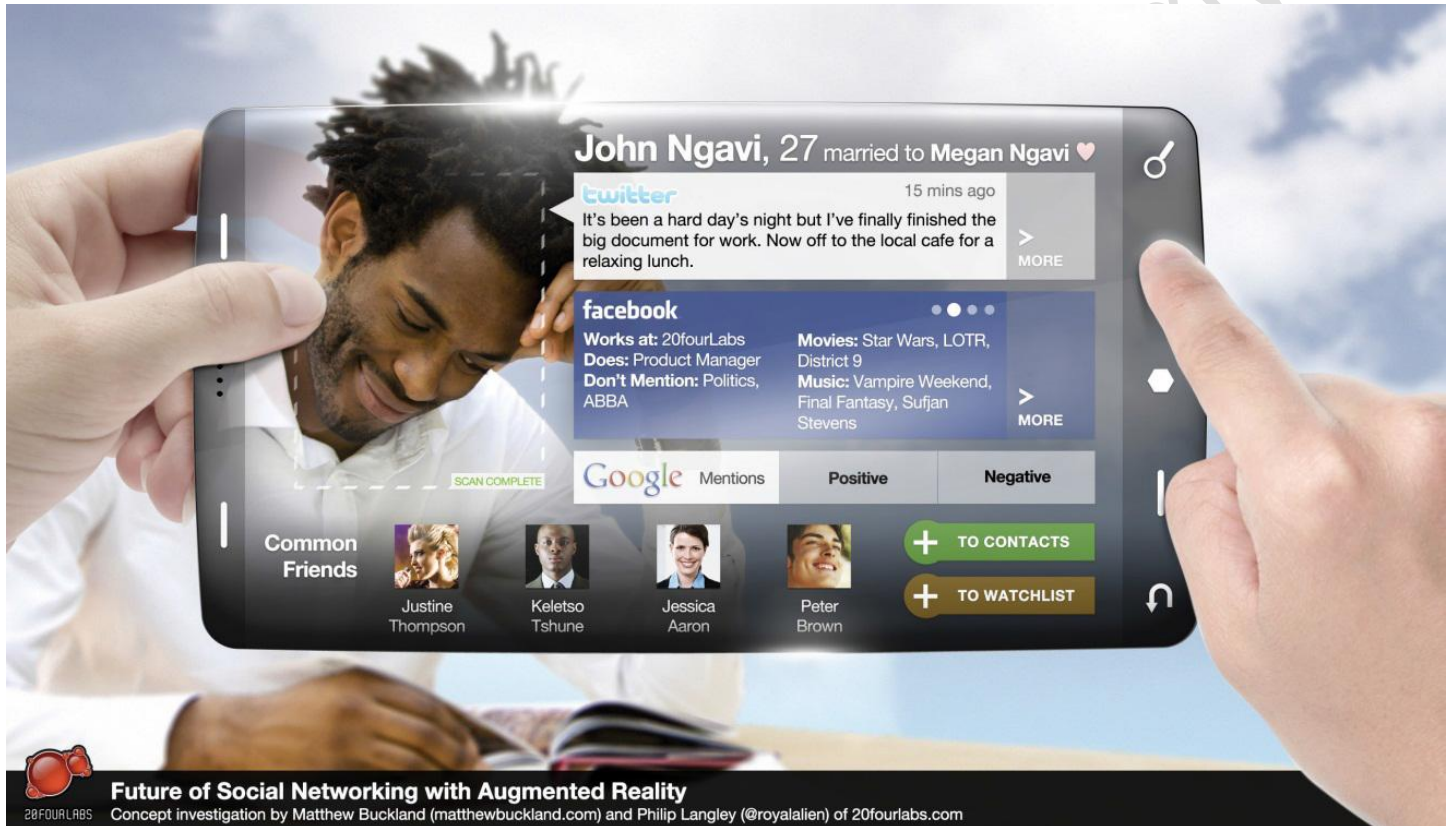 John Ngavi, 27 married to Megan Ngavi
twitter
15 mins ago
It's been a hard day's night but I've finally finished the
big document for work. Now off to the local cafe for a
relaxing lunch.
>
MORE
facebook
Works at: 20fourLabs
Does: Product Manager
Don't Mention: Politics,
ABBA
Movies: Star Wars, LOTR,
District 9
Music: Vampire Weekend,
Final Fantasy, Sufjan
Stevens
>
MORE
SCAN COMPLETE
Google Mentions
Positive
Negative
Common
Friends
Justine
Thompson
Keletso
Tshune
Jessica
Aaron
Peter
Brown
+ TO CONTACTS
+ TO WATCHLIST
20FOURLABS
Future of Social Networking with Augmented Reality
Concept investigation by Matthew Buckland (matthewbuckland.com) and Philip Langley (@royalalien) of 20fourlabs.com